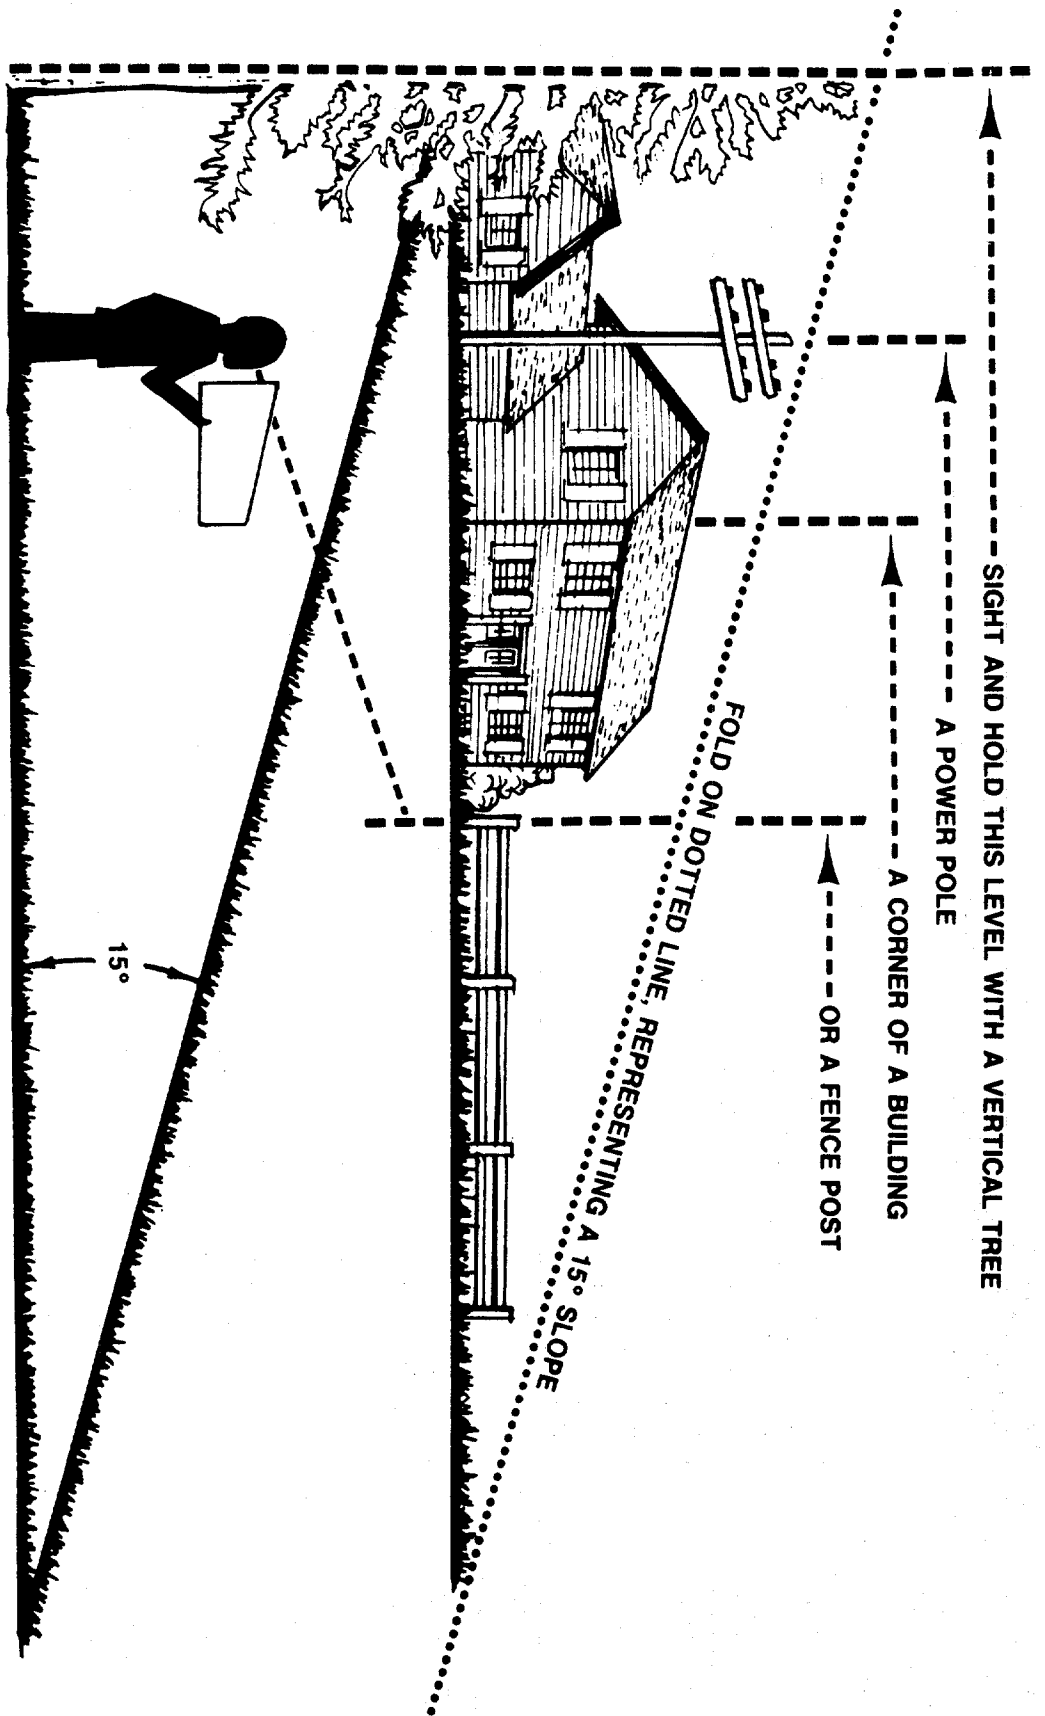 SIGHT AND HOLD THIS LEVEL WITH A VERTICAL TREE
A POWER POLE
A CORNER OF A BUILDING
OR A FENCE POST
FOLD ON DOTTED LINE, REPRESENTING A 15° SLOPE
15°